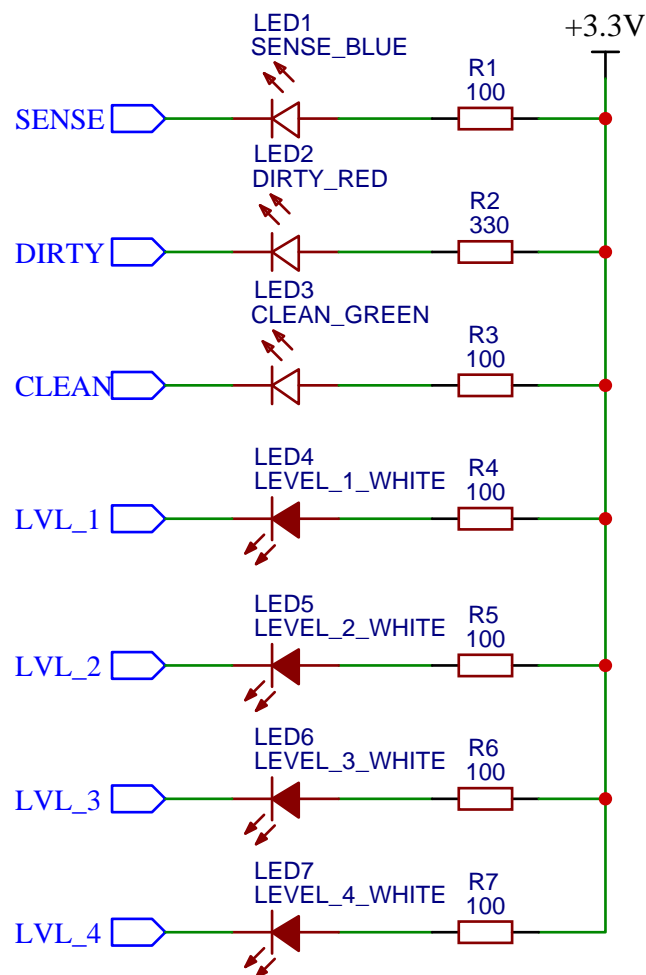 +3.3V
LED1
SENSE_BLUE
R1
100
SENSE
LED2
DIRTY_RED
R2
330
DIRTY
LED3
CLEAN_GREEN
R3
100
CLEAN
LED4
LEVEL_1_WHITE
R4
100
LVL_1
LED5
LEVEL_2_WHITE
R5
100
LVL_2
LED6
LEVEL_3_WHITE
R6
100
LVL_3
LED7
LEVEL_4_WHITE
R7
100
LVL_4